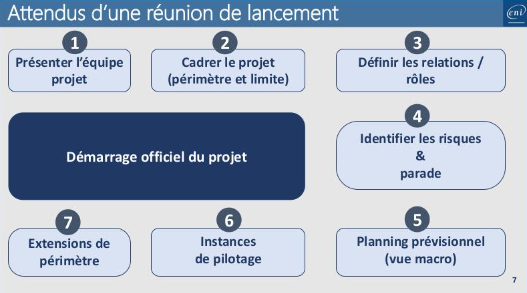 Attendus d'une réunion de lancement
eni
1
Présenter l'équipe
projet
2
Cadrer le projet
(périmètre et limite)
3
Définir les relations /
rôles
Démarrage officiel du projet
4
Identifier les risques
&
parade
5
Planning prévisionnel
(vue macro)
6
Instances
de pilotage
7
Extensions de
périmètre
7